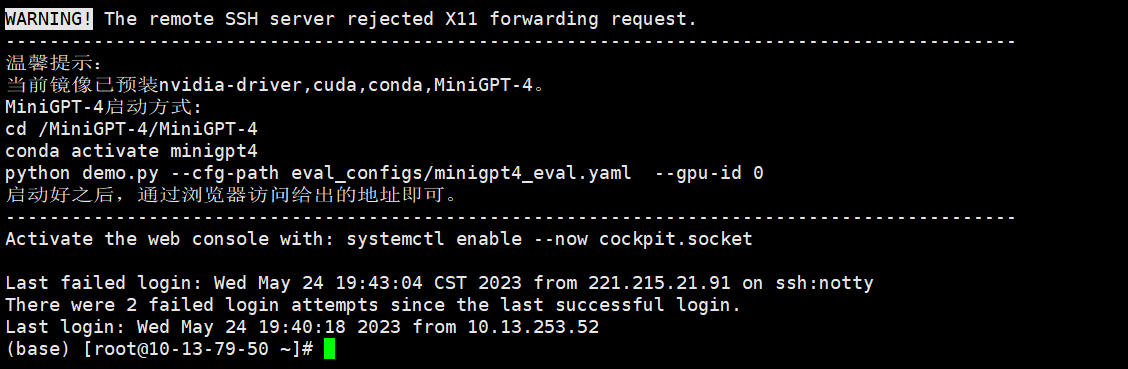 WARNING! The remote SSH server rejected X11 forwarding request.
--------------------------------------------------------------------------------------------
温馨提示：
当前镜像已预装nvidia-driver,cuda,conda,MiniGPT-4。
MiniGPT-4启动方式:
cd /MiniGPT-4/MiniGPT-4
conda activate minigpt4
python demo.py --cfg-path eval_configs/minigpt4_eval.yaml  --gpu-id 0
启动好之后，通过浏览器访问给出的地址即可。
--------------------------------------------------------------------------------------------
Activate the web console with: systemctl enable --now cockpit.socket
Last failed login: Wed May 24 19:43:04 CST 2023 from 221.215.21.91 on ssh:notty
There were 2 failed login attempts since the last successful login.
Last login: Wed May 24 19:40:18 2023 from 10.13.253.52
(base) [root@10-13-79-50 ~]#